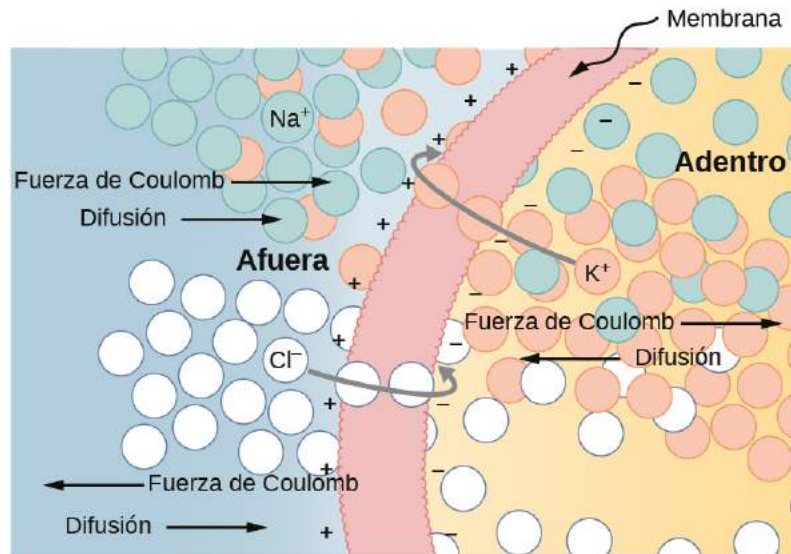 Membrana
Na⁺
Adentro
Fuerza de Coulomb
Difusión
Afuera
K⁺
Fuerza de Coulomb
Cl⁻
Difusión
Fuerza de Coulomb
Difusión